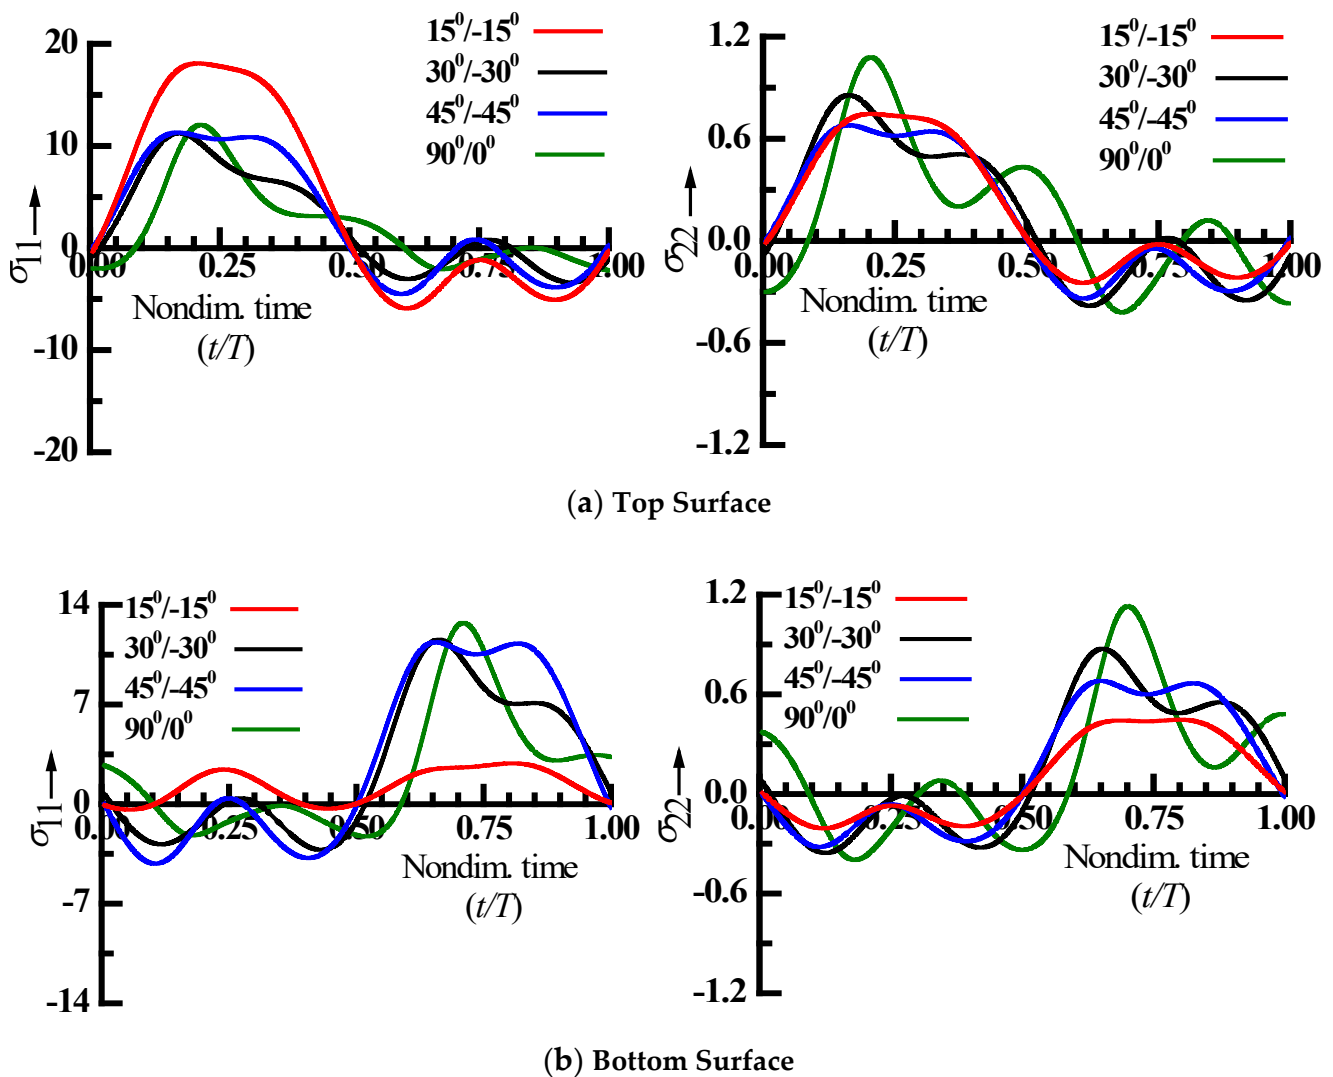 20
10
0
-10
-20
σ11
15⁰/-15⁰
30⁰/-30⁰
45⁰/-45⁰
90⁰/0⁰
0.00 0.25 0.50 0.75 1.00
Nondim. time
(t/T)
1.2
0.6
0.0
-0.6
-1.2
σ22
15⁰/-15⁰
30⁰/-30⁰
45⁰/-45⁰
90⁰/0⁰
0.00 0.25 0.50 0.75 1.00
Nondim. time
(t/T)
(a) Top Surface
14
7
0
-7
-14
σ11
15⁰/-15⁰
30⁰/-30⁰
45⁰/-45⁰
90⁰/0⁰
0.00 0.25 0.50 0.75 1.00
Nondim. time
(t/T)
1.2
0.6
0.0
-0.6
-1.2
σ22
15⁰/-15⁰
30⁰/-30⁰
45⁰/-45⁰
90⁰/0⁰
0.00 0.25 0.50 0.75 1.00
Nondim. time
(t/T)
(b) Bottom Surface